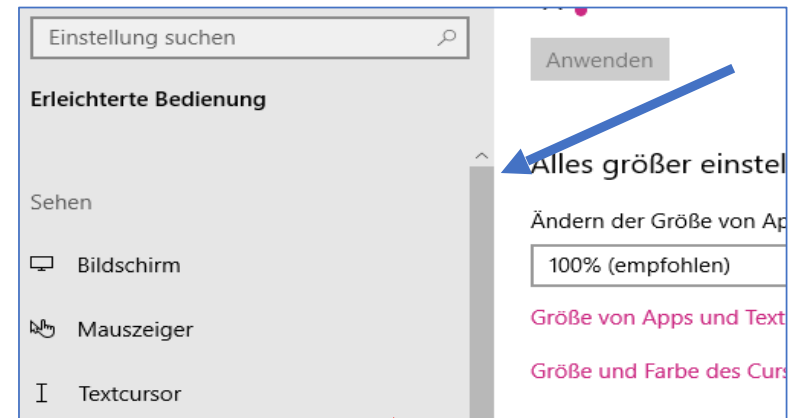 Einstellung suchen
Erleichterte Bedienung
Sehen
Bildschirm
Mauszeiger
Textcursor
Anwenden
Alles größer einstel
Ändern der Größe von Ap
100% (empfohlen)
Größe von Apps und Text
Größe und Farbe des Curs